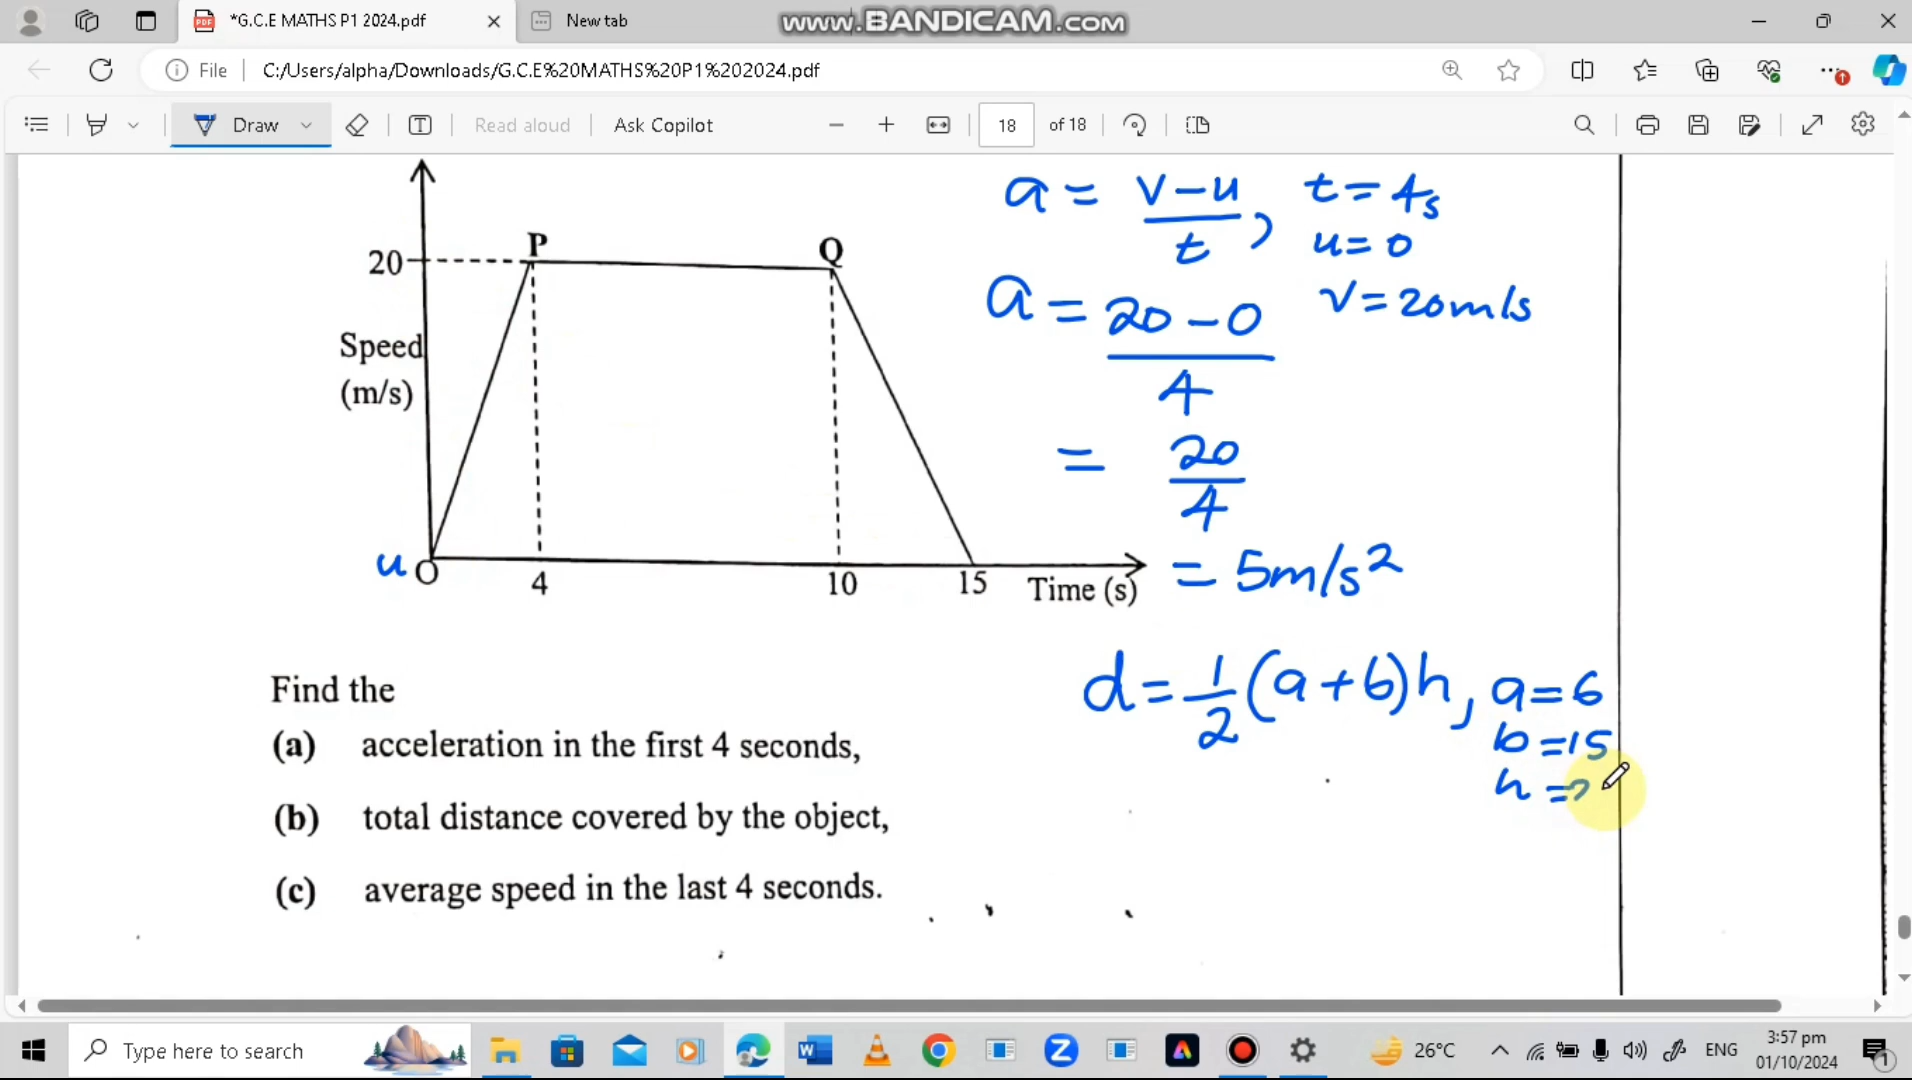 *G.C.E MATHS P1 2024.pdf
New tab
www.BANDICAM.com
File
C:/Users/alpha/Downloads/G.C.E%20MATHS%20P1%202024.pdf
Draw
Read aloud
Ask Copilot
18
of 18
20
P
Q
Speed
(m/s)
u
O
4
10
15
Time (s)
a = v-u/t, t = 4s
u = 0
v = 20m/s
a = 20 - 0/4
= 20/4
= 5m/s²
d = 1/2 (a + b)h, a = 6
b = 15
h =
Find the
(a) acceleration in the first 4 seconds,
(b) total distance covered by the object,
(c) average speed in the last 4 seconds.
Type here to search
26°C
ENG
3:57 pm
01/10/2024
1